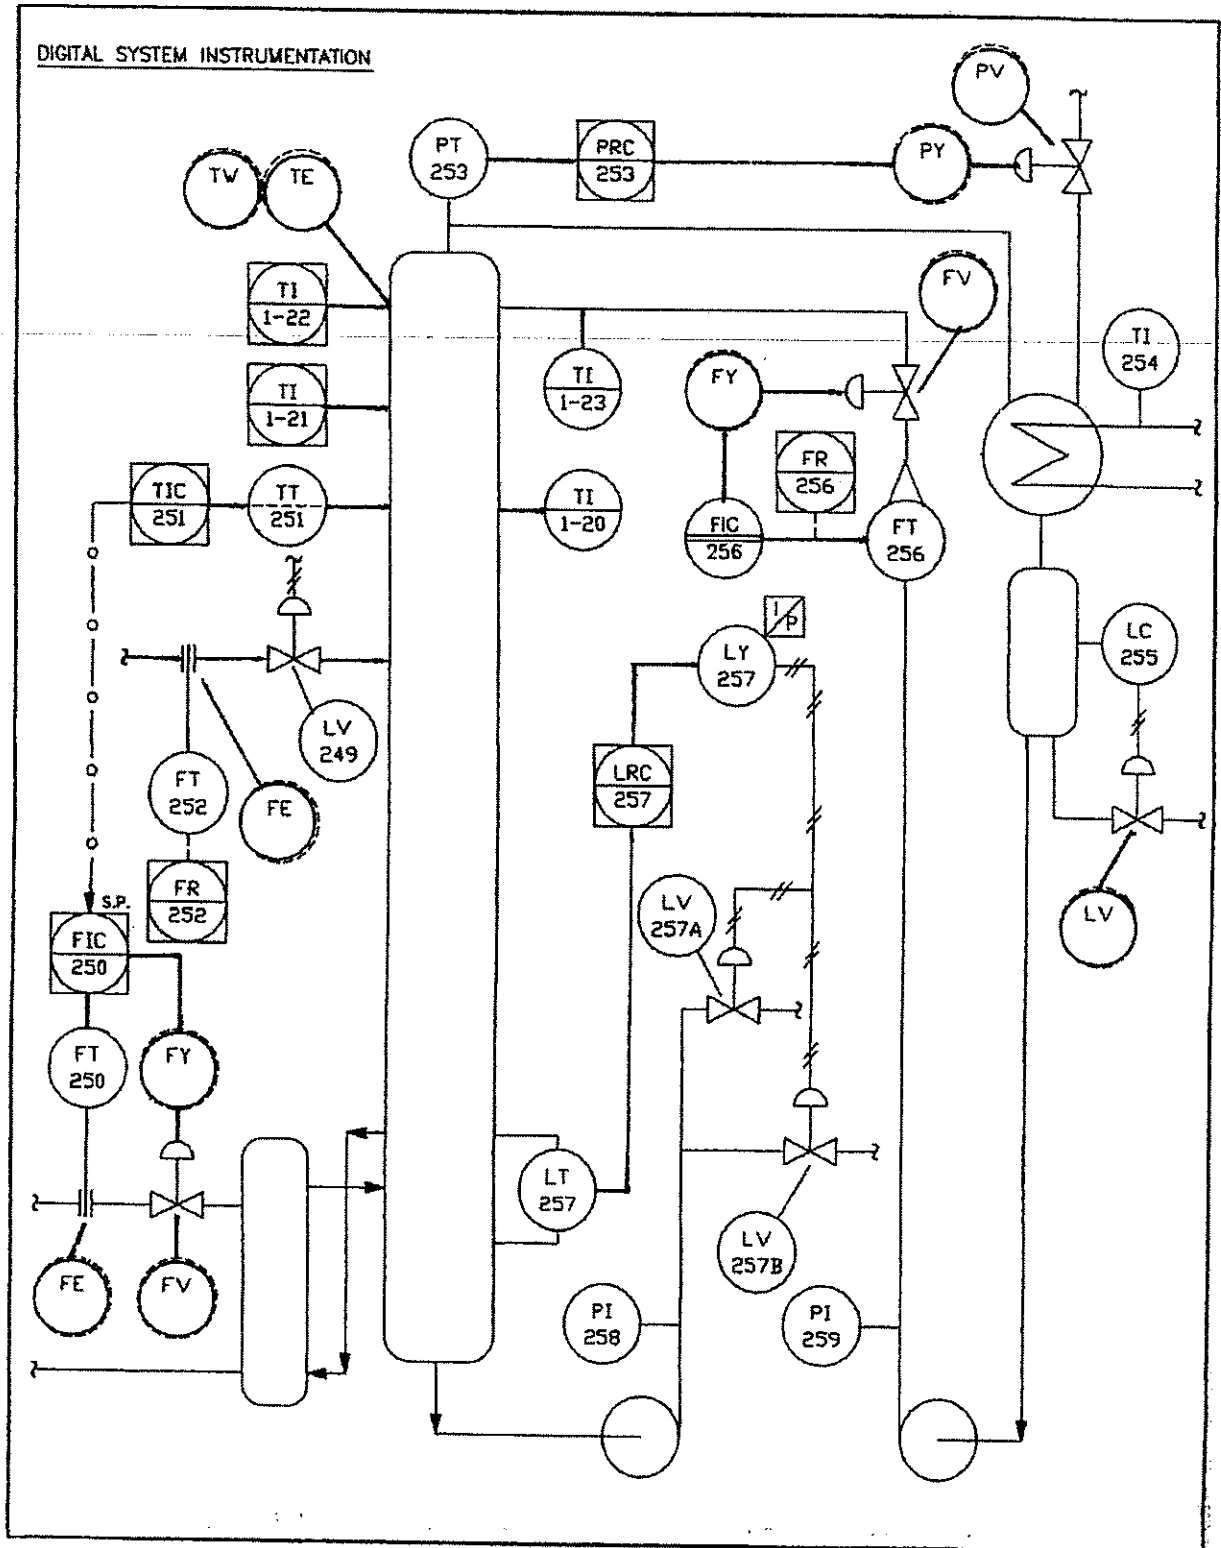 DIGITAL SYSTEM INSTRUMENTATION
PV
PT
253
PRC
253
PY
TW
TE
FV
TI
1-22
TI
254
TI
1-21
TI
1-23
FY
FR
256
TIC
251
TT
251
TI
1-20
FIC
256
FT
256
I
P
LY
257
LC
255
LV
249
FT
252
FE
LRC
257
S.P.
FR
252
LV
257A
LV
FIC
250
FT
250
FY
LT
257
FE
FV
LV
257B
PI
258
PI
259